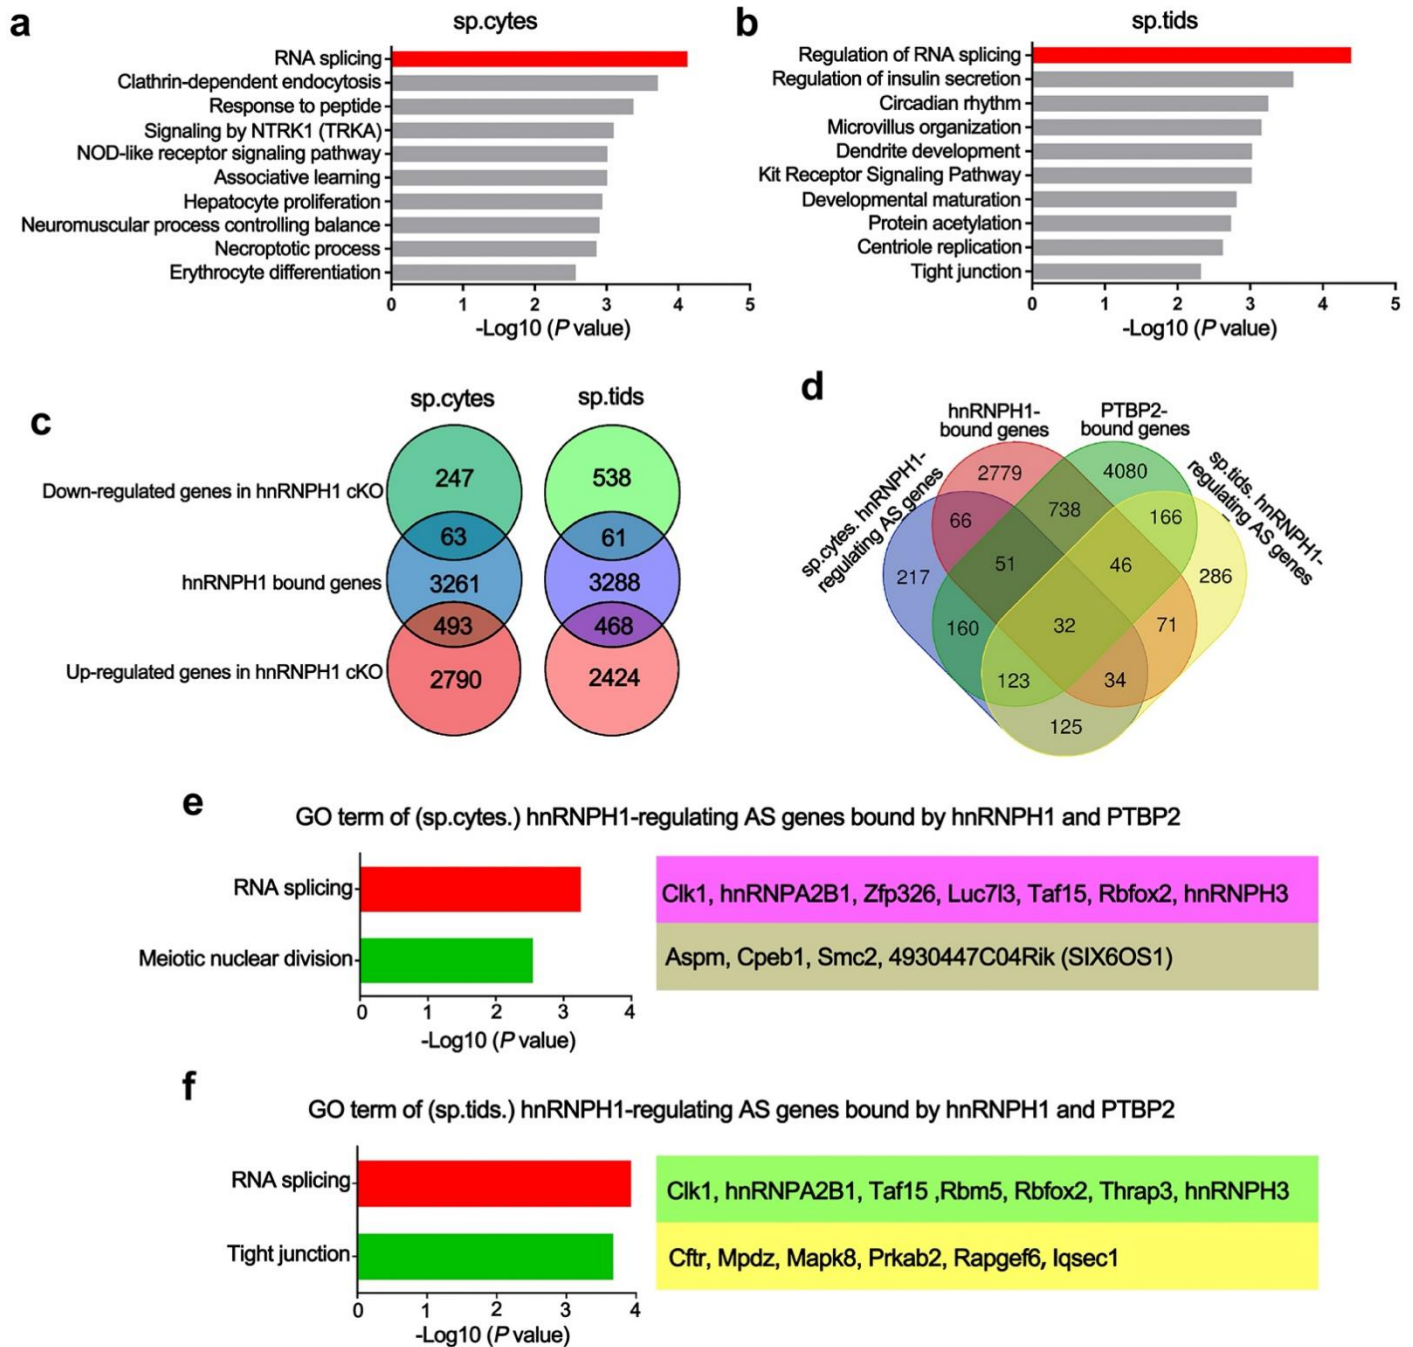 a
sp.cytes
RNA splicing
Clathrin-dependent endocytosis
Response to peptide
Signaling by NTRK1 (TRKA)
NOD-like receptor signaling pathway
Associative learning
Hepatocyte proliferation
Neuromuscular process controlling balance
Necroptotic process
Erythrocyte differentiation
0 1 2 3 4 5
-Log10 (P value)
b
sp.tids
Regulation of RNA splicing
Regulation of insulin secretion
Circadian rhythm
Microvillus organization
Dendrite development
Kit Receptor Signaling Pathway
Developmental maturation
Protein acetylation
Centriole replication
Tight junction
0 1 2 3 4 5
-Log10 (P value)
c
sp.cytes sp.tids
Down-regulated genes in hnRNPH1 cKO 247 538
63 61
hnRNPH1 bound genes 3261 3288
493 468
Up-regulated genes in hnRNPH1 cKO 2790 2424
d
sp.cytes. hnRNPH1-
regulating AS genes
hnRNPH1-
bound genes
PTBP2-
bound genes
sp.tids. hnRNPH1-
regulating AS genes
2779 4080
66 738 166
217 51 46 286
160 32 71
123 34
125
e
GO term of (sp.cytes.) hnRNPH1-regulating AS genes bound by hnRNPH1 and PTBP2
RNA splicing
Clk1, hnRNPA2B1, Zfp326, Luc7l3, Taf15, Rbfox2, hnRNPH3
Meiotic nuclear division
Aspm, Cpeb1, Smc2, 4930447C04Rik (SIX6OS1)
0 1 2 3 4
-Log10 (P value)
f
GO term of (sp.tids.) hnRNPH1-regulating AS genes bound by hnRNPH1 and PTBP2
RNA splicing
Clk1, hnRNPA2B1, Taf15 ,Rbm5, Rbfox2, Thrap3, hnRNPH3
Tight junction
Cftr, Mpdz, Mapk8, Prkab2, Rapgef6, Iqsec1
0 1 2 3 4
-Log10 (P value)